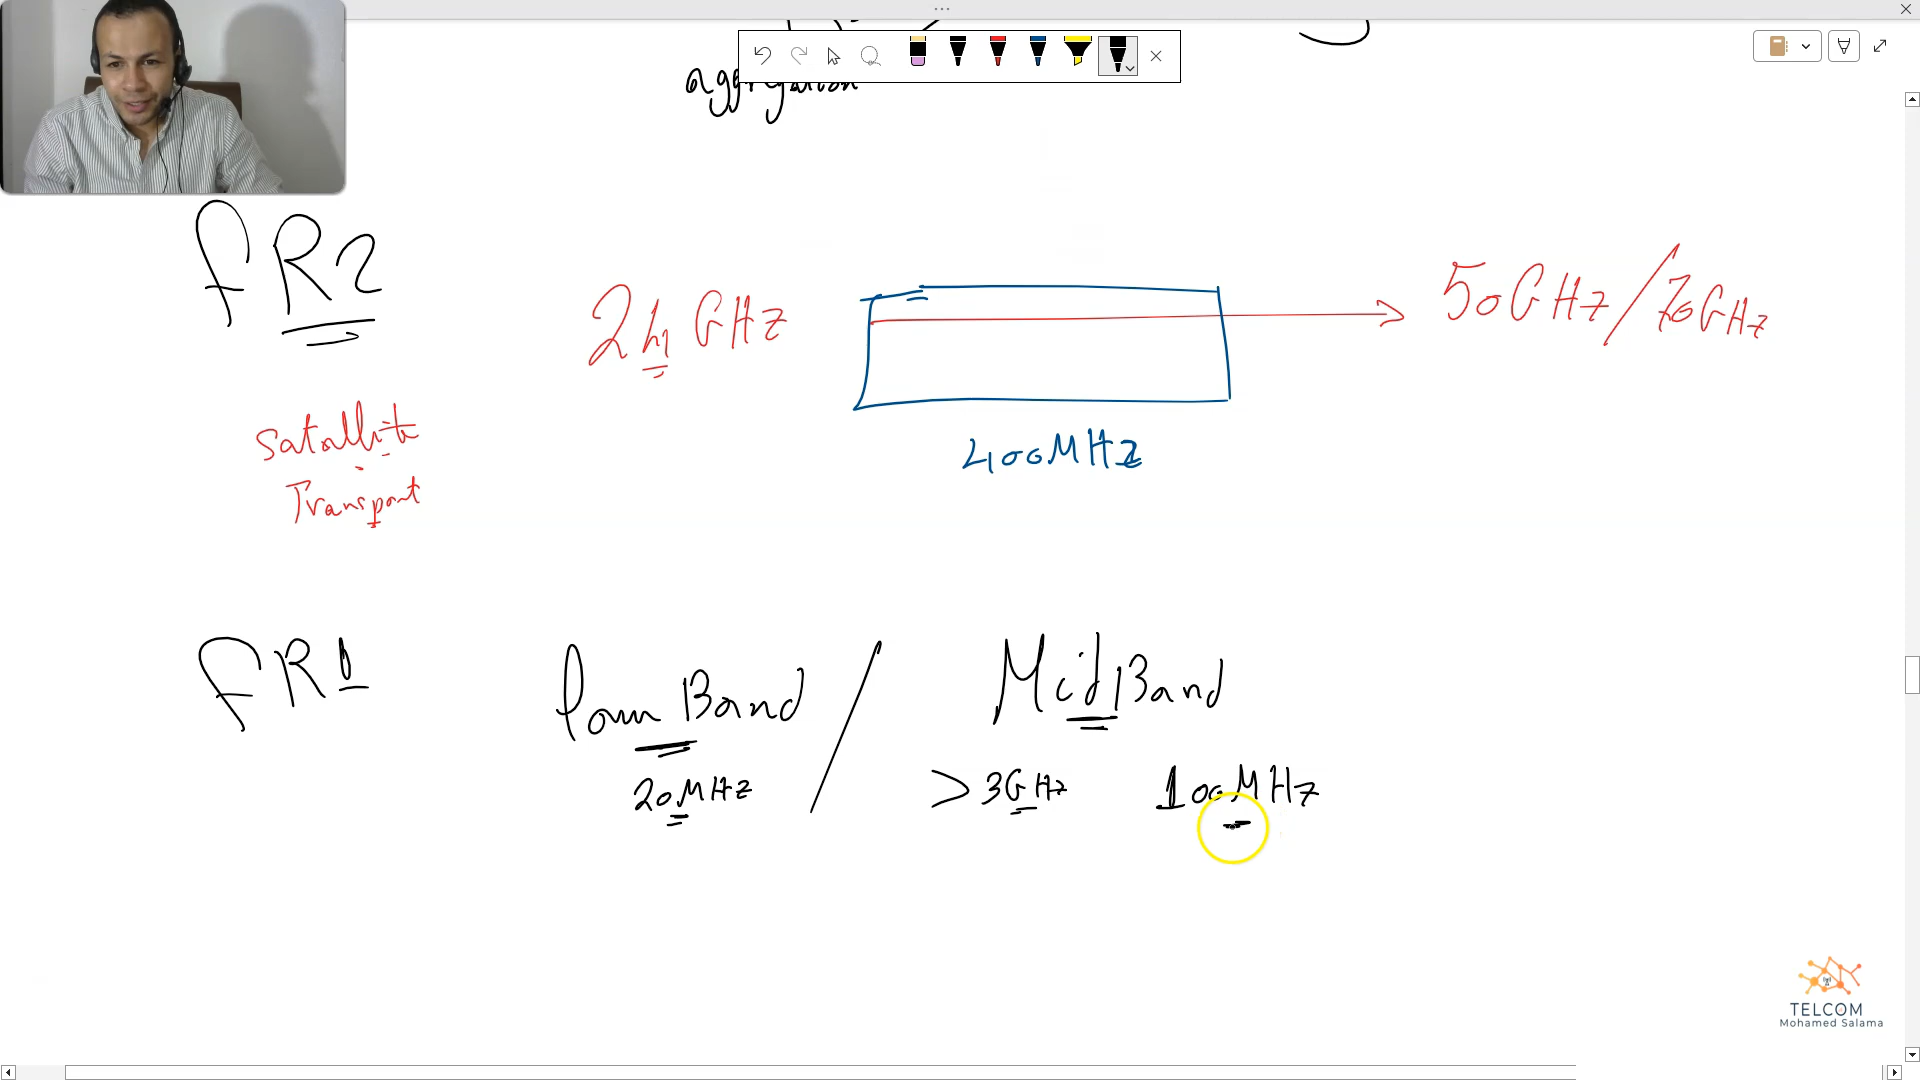 aggregation
FR2
24 GHz
50GHz/70GHz
400MHz
Satallite
Transport
FR1
Low Band / Mid Band
20MHz
>3GHz 100MHz
TELCOM
Mohamed Salama